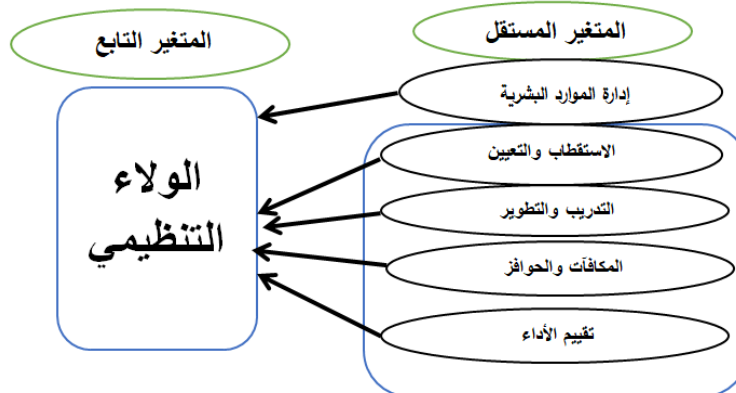 المتغير المستقل
المتغير التابع
إدارة الموارد البشرية
الاستقطاب والتعيين
التدريب والتطوير
المكافآت والحوافز
تقييم الأداء
الولاء
التنظيمي